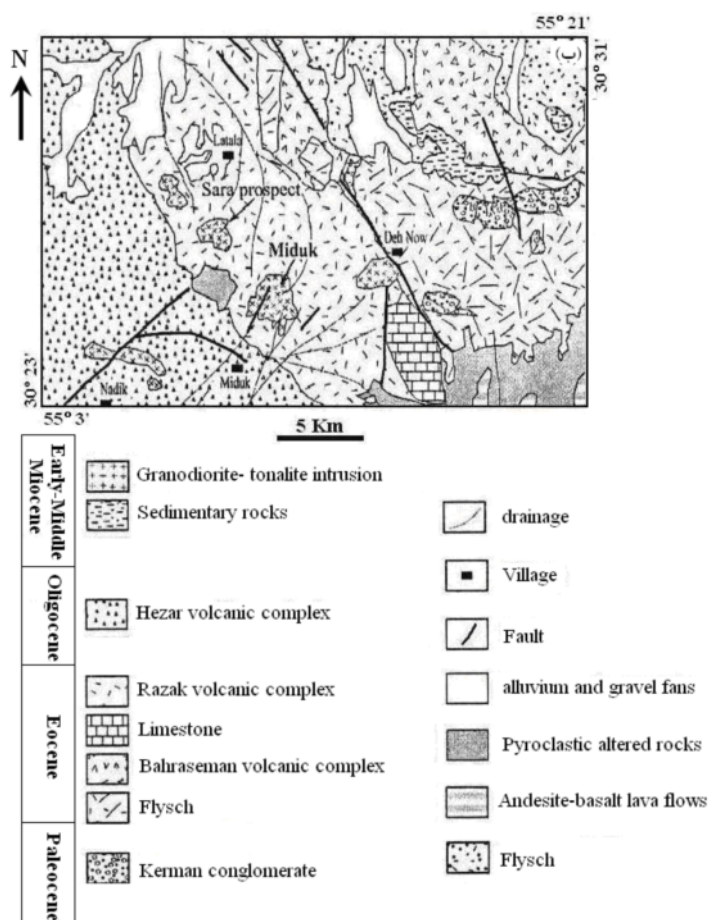 55° 21'
N
30° 31'
Latala
Sara prospect
Miduk
Deh Now
Miduk
Nadik
30° 23'
55° 3'
5 Km
Early-Middle
Miocene
Granodiorite- tonalite intrusion
Sedimentary rocks
Oligocene
Hezar volcanic complex
Eocene
Razak volcanic complex
Limestone
Bahraseman volcanic complex
Flysch
Paleocene
Kerman conglomerate
drainage
Village
Fault
alluvium and gravel fans
Pyroclastic altered rocks
Andesite-basalt lava flows
Flysch